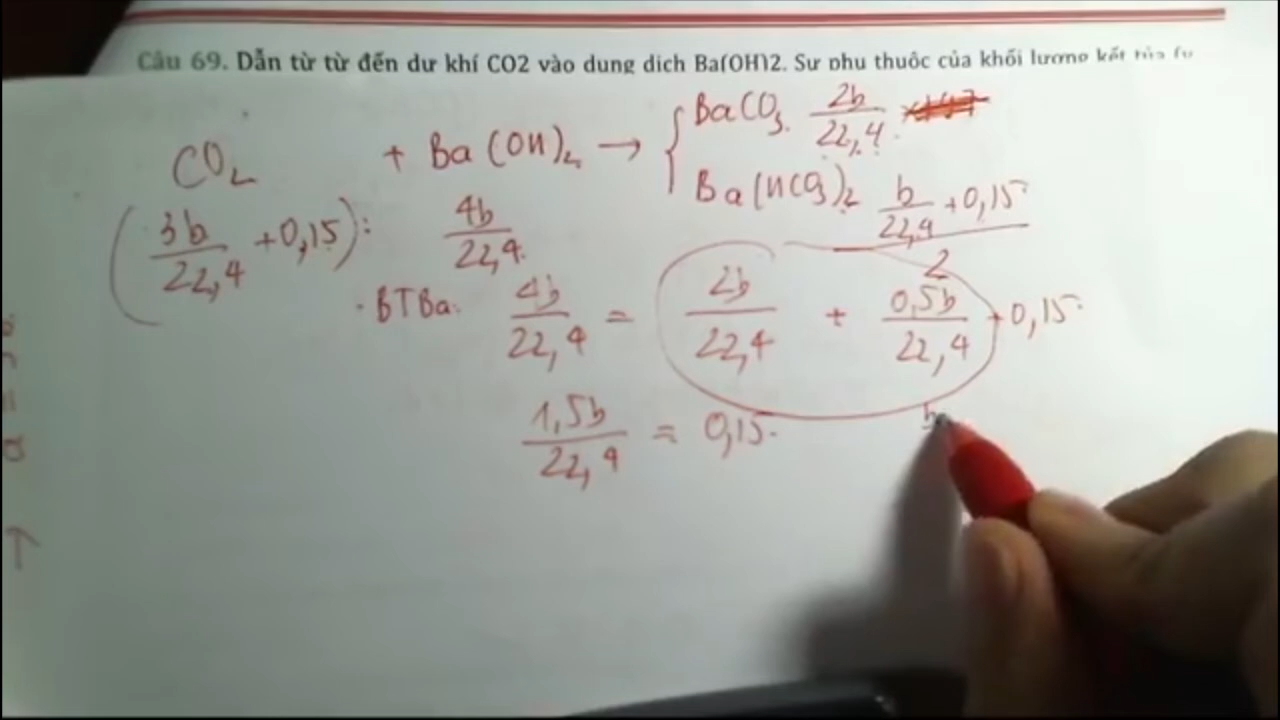 Câu 69. Dẫn từ từ đến dư khí CO2 vào dung dịch Ba(OH)2. Sự phụ thuộc của khối lượng kết tủa
CO₂ + Ba(OH)₂ → { BaCO₃. 2b/22,4.
Ba(HCO₃)₂ (b/22,4 + 0,15)/2
(3b/22,4 + 0,15): 4b/22,4
· BTBa: 4b/22,4 = 2b/22,4 + 0,5b/22,4 + 0,15.
1,5b/22,4 = 0,15. b